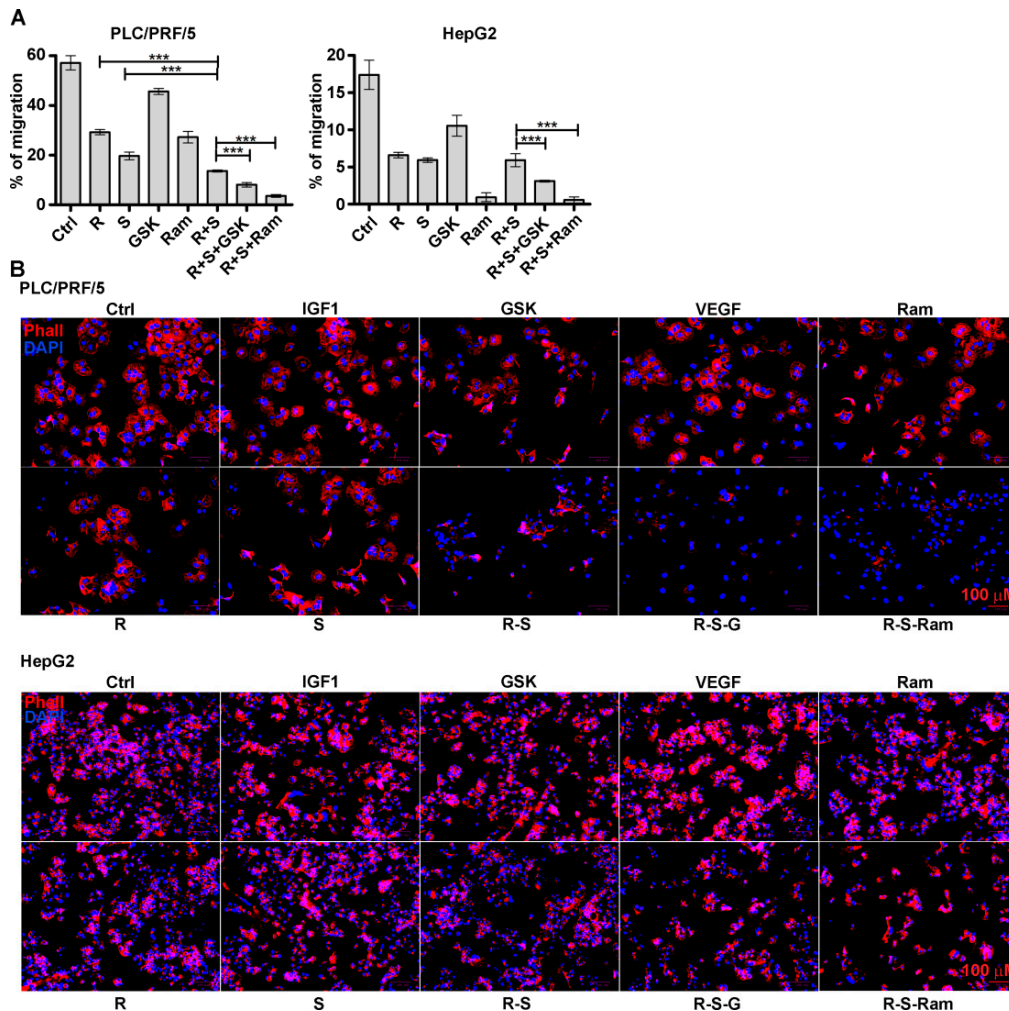 A
PLC/PRF/5
HepG2
% of migration
60
40
20
0
***
***
***
***
Ctrl
R
S
GSK
Ram
R+S
R+S+GSK
R+S+Ram
% of migration
20
15
10
5
0
***
***
Ctrl
R
S
GSK
Ram
R+S
R+S+GSK
R+S+Ram
B
PLC/PRF/5
Ctrl IGF1 GSK VEGF Ram
Phall
DAPI
100 µM
R S R-S R-S-G R-S-Ram
HepG2
Ctrl IGF1 GSK VEGF Ram
Phall
DAPI
100 µM
R S R-S R-S-G R-S-Ram